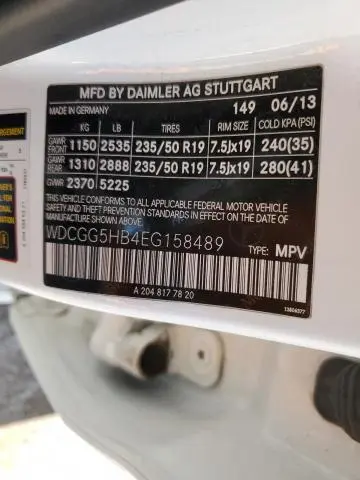 MFD BY DAIMLER AG STUTTGART
MADE IN GERMANY 149 06/13
KG LB TIRES RIM SIZE COLD KPA(PSI)
GAWR FRONT 1150 2535 235/50 R19 7.5Jx19 240(35)
GAWR REAR 1310 2888 235/50 R19 7.5Jx19 280(41)
GVWR 2370 5225
THIS VEHICLE CONFORMS TO ALL APPLICABLE FEDERAL MOTOR VEHICLE
SAFETY STANDARDS IN EFFECT ON THE DATE OF MANUFACTURE SHOWN ABOVE.
WDCGG5HB4EG158489 TYPE: MPV
A 204 817 78 20